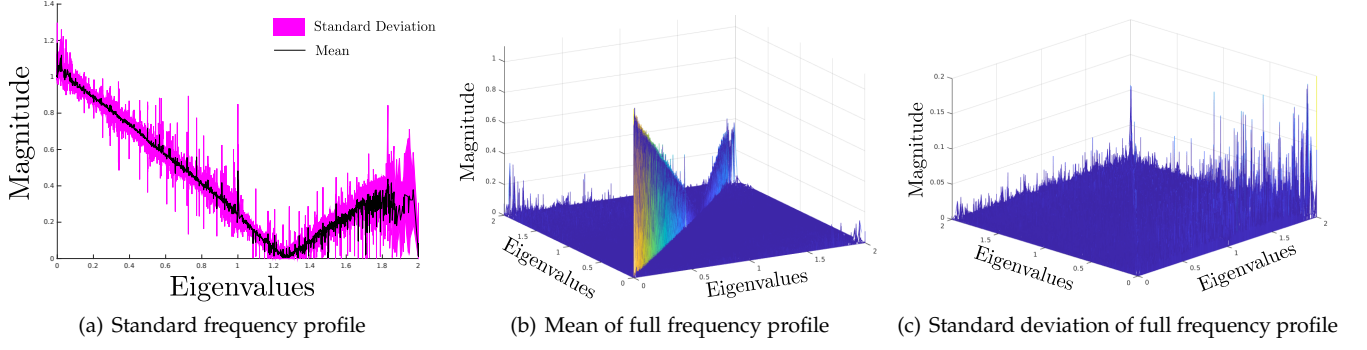 Magnitude
1.4
1.2
1
0.8
0.6
0.4
0.2
0
0 0.2 0.4 0.6 0.8 1 1.2 1.4 1.6 1.8 2
Standard Deviation
Mean
Eigenvalues
(a) Standard frequency profile
Magnitude
1
0.8
0.6
0.4
0.2
0
2 1.5 1 0.5 0
0 0.5 1 1.5 2
Eigenvalues
Eigenvalues
(b) Mean of full frequency profile
Magnitude
0.2
0.15
0.1
0.05
0
2 1.5 1 0.5 0
0 0.5 1 1.5 2
Eigenvalues
Eigenvalues
(c) Standard deviation of full frequency profile